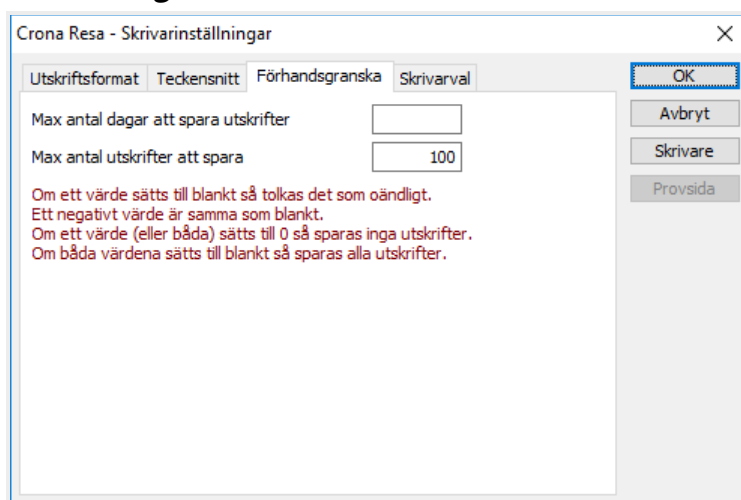 Crona Resa - Skrivarinställningar
Utskriftsformat Teckensnitt Förhandsgranska Skrivarval
OK
Max antal dagar att spara utskrifter
Avbryt
Max antal utskrifter att spara 100
Skrivare
Provsida
Om ett värde sätts till blankt så tolkas det som oändligt.
Ett negativt värde är samma som blankt.
Om ett värde (eller båda) sätts till 0 så sparas inga utskrifter.
Om båda värdena sätts till blankt så sparas alla utskrifter.